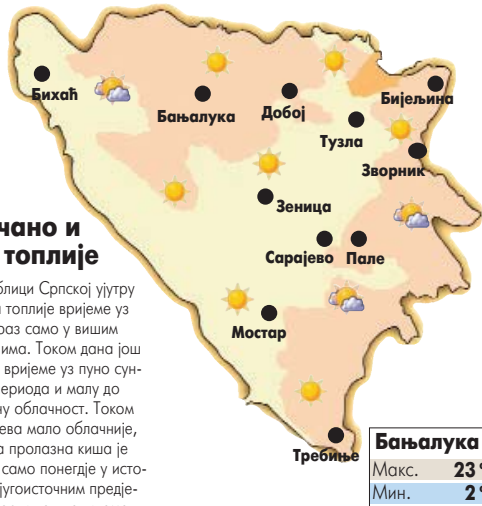 Бихаћ
Бањалука
Добој
Бијељина
Тузла
Зворник
Зеница
Сарајево
Пале
Мостар
Требиње
чано и
топлије
блици Српској ујутру
топлије вријеме уз
раз само у вишим
има. Током дана још
вријеме уз пуно сун-
ериода и малу до
ну облачност. Током
ева мало облачније,
а пролазна киша је
само понегдје у исто-
југоисточним предје-
Бањалука
Макс. 23°
Мин. 2°